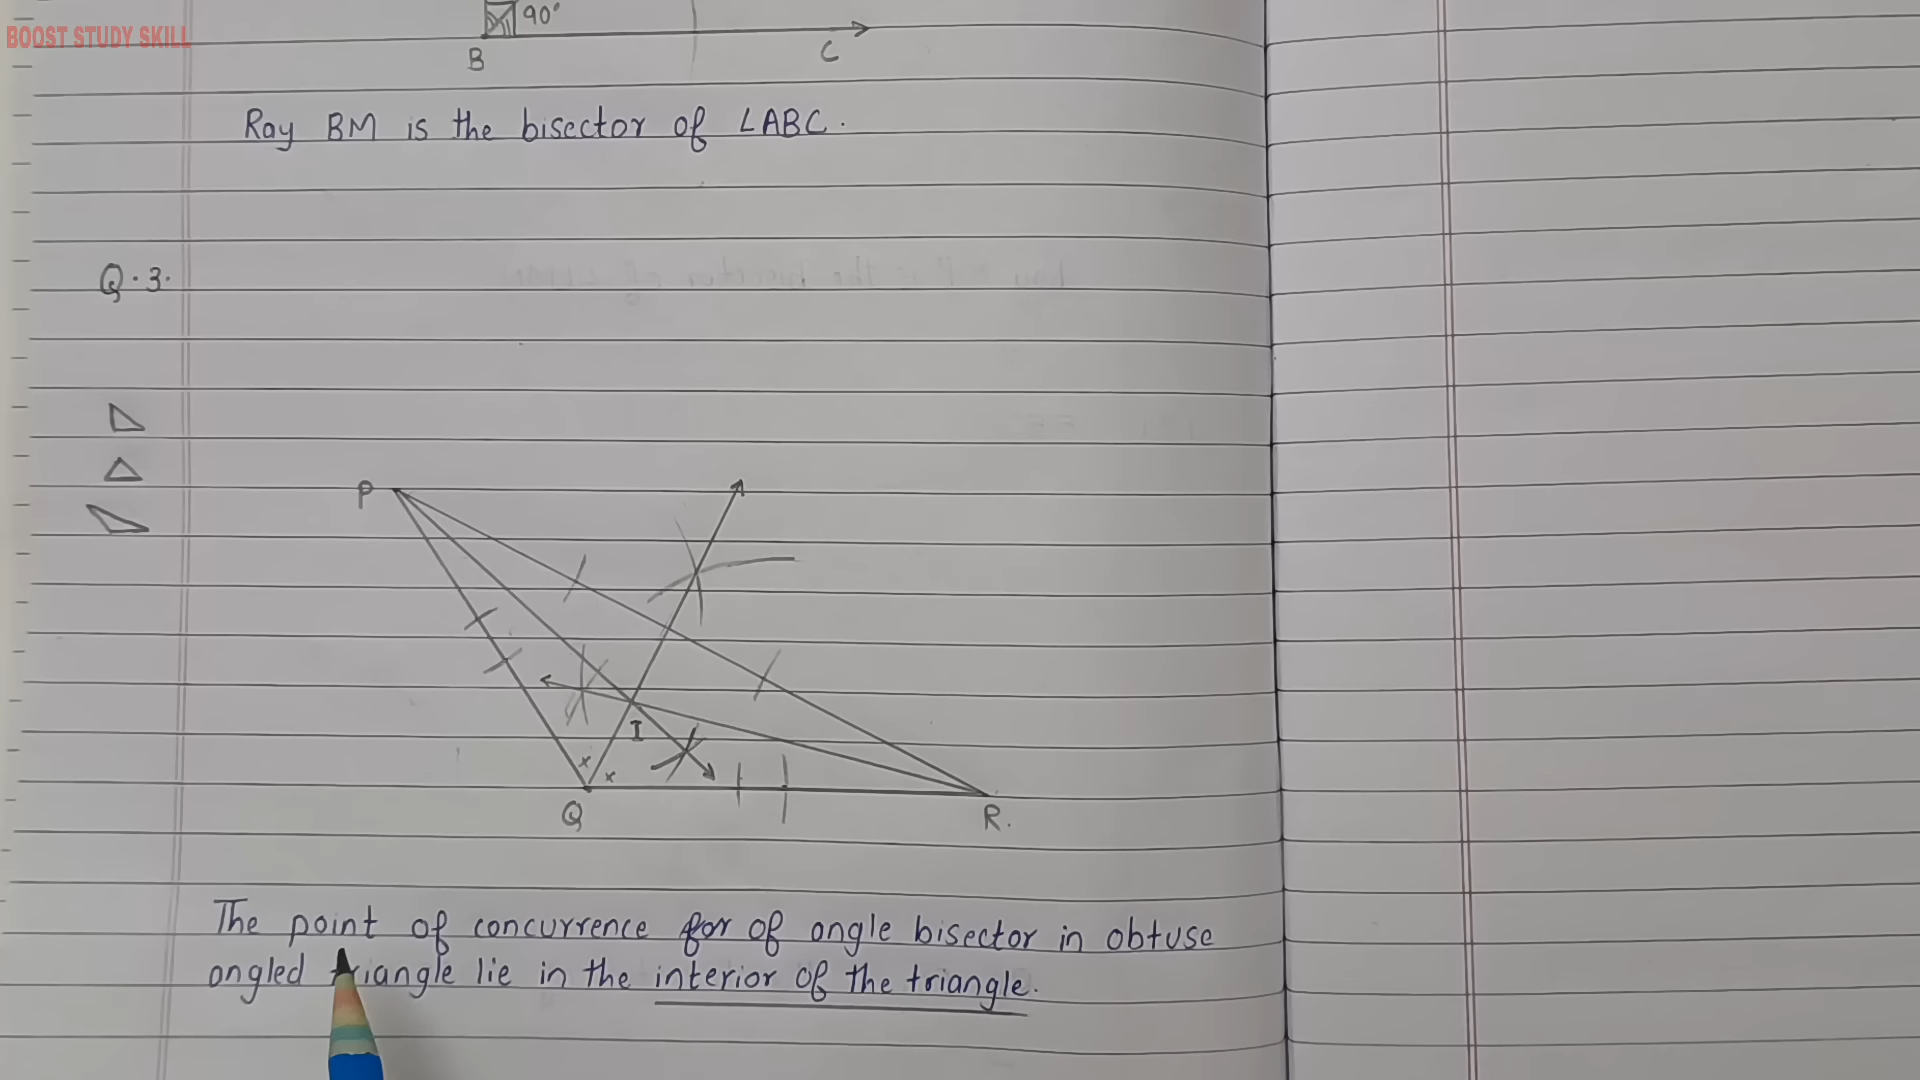 BOOST STUDY SKILL
90°
B
C
Ray BM is the bisector of ∠ABC.
Q.3.
P
I
x x
Q
R.
The point of concurrence for of angle bisector in obtuse
angled triangle lie in the interior of the triangle.